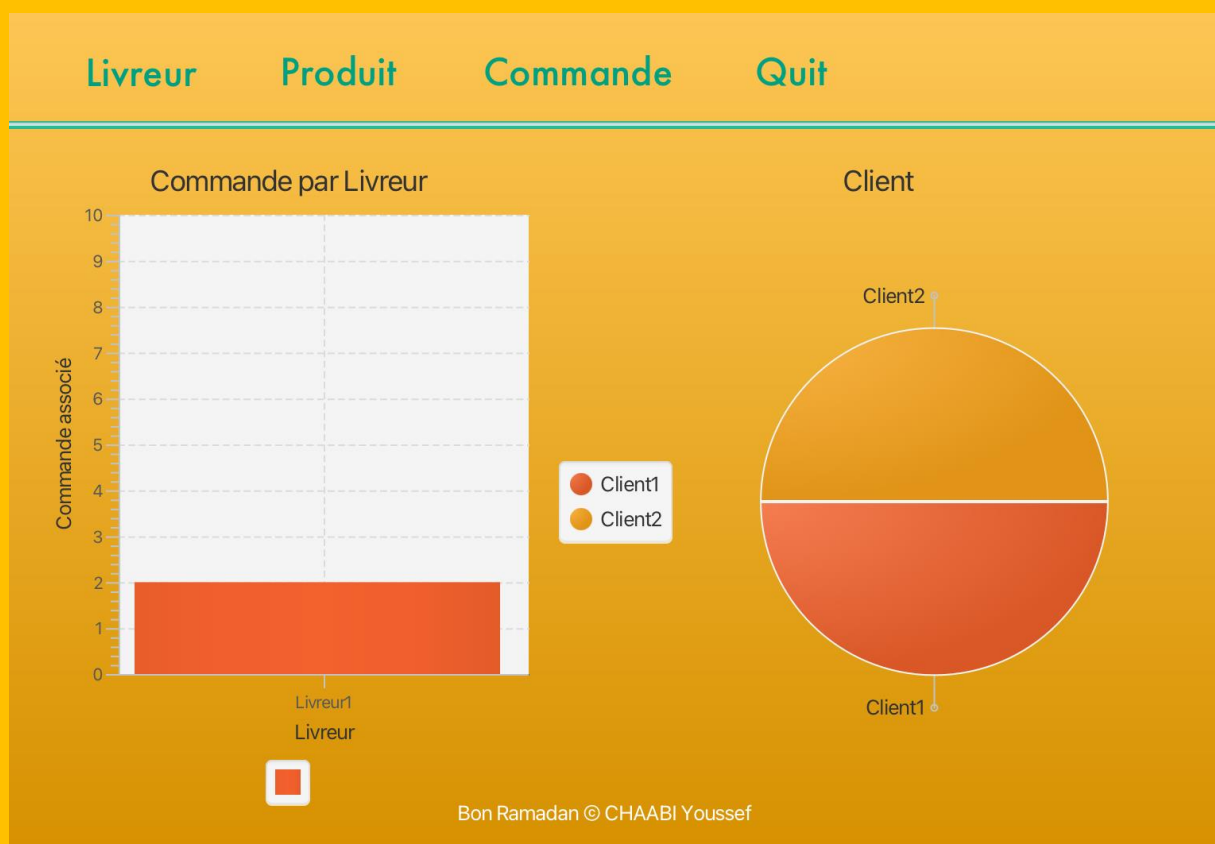 Livreur Produit Commande Quit
Commande par Livreur
10
9
8
7
6
5
4
3
2
1
0
Commande associé
Livreur1
Livreur
Client1
Client2
Client
Client2
Client1
Bon Ramadan © CHAABI Youssef